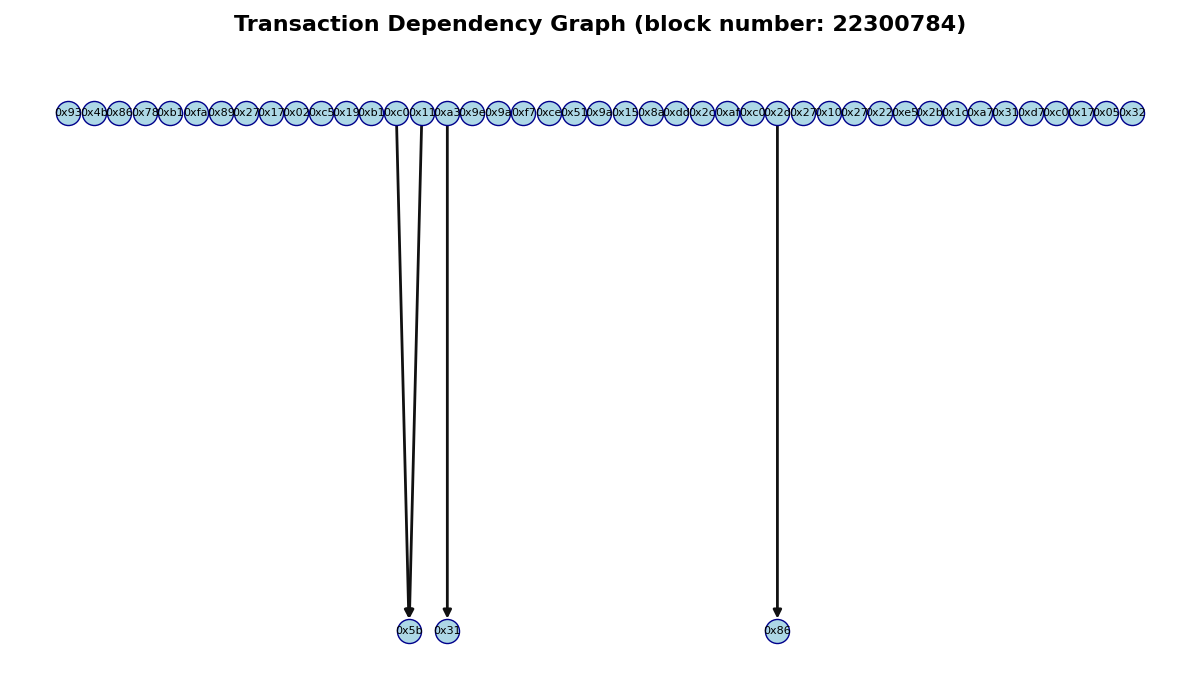 Transaction Dependency Graph (block number: 22300784)
0x93 0x4b 0x86 0x78 0xb1 0xfa 0x89 0x27 0x17 0x02 0xc5 0x19 0xb1 0xc0 0x11 0xa3 0x9e 0x9a 0xf7 0xce 0x51 0x9a 0x15 0x8a 0xdd 0x2c 0xaf 0xc0 0x2d 0x27 0x10 0x27 0x22 0xe5 0x2b 0x1c 0xa7 0x31 0xd7 0xc0 0x17 0x05 0x32
0x5b 0x31 0x86